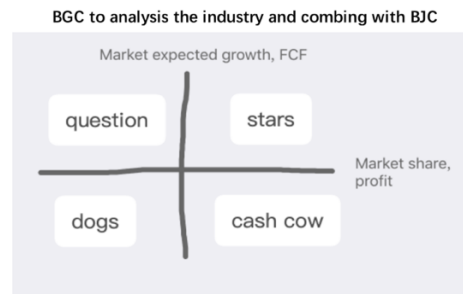 BGC to analysis the industry and combing with BJC
Market expected growth, FCF
question
stars
Market share,
profit
dogs
cash cow